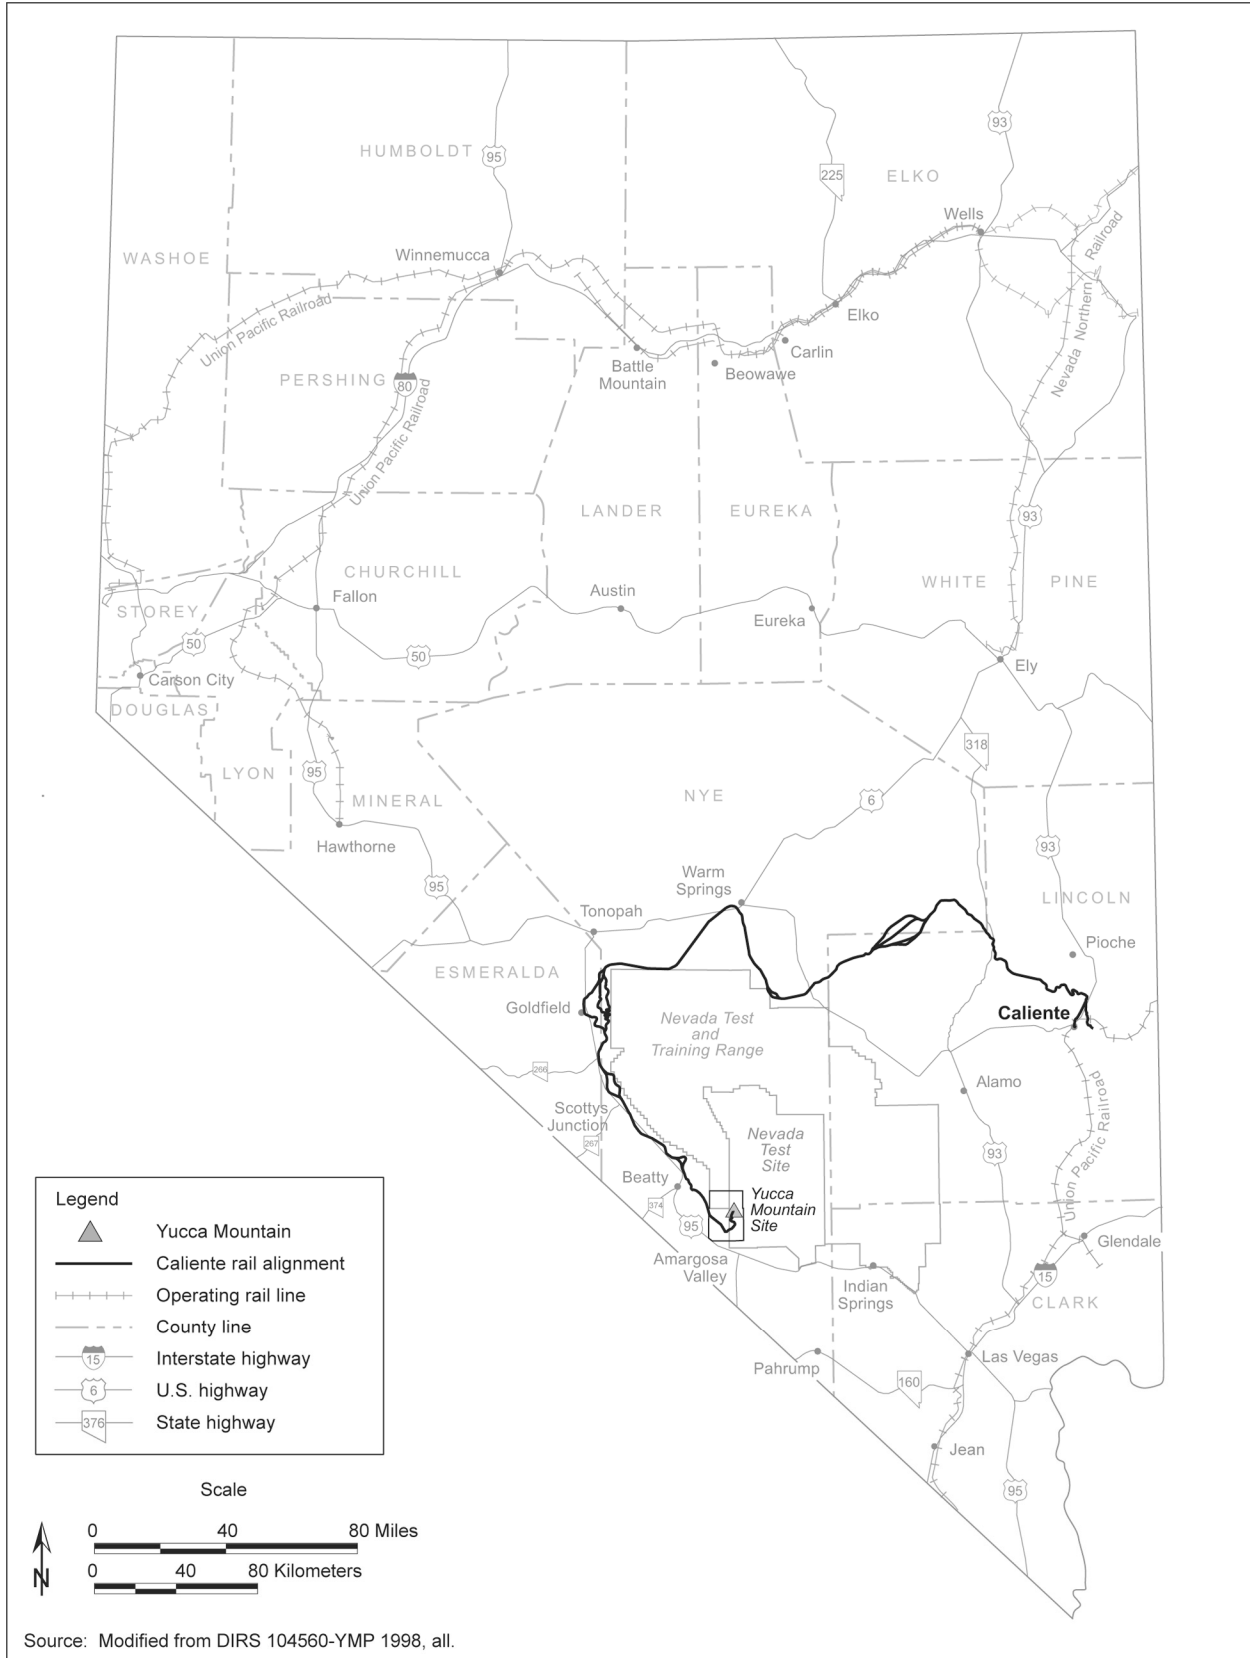 HUMBOLDT
95
225
93
ELKO
WASHOE
Winnemucca
Wells
Nevada Northern Railroad
Union Pacific Railroad
Elko
Carlin
PERSHING
80
Battle
Mountain
Beowawe
Union Pacific Railroad
LANDER
EUREKA
93
CHURCHILL
WHITE PINE
STOREY
Fallon
Austin
Eureka
50
50
Ely
Carson City
DOUGLAS
318
LYON
95
MINERAL
NYE
6
Hawthorne
93
95
Warm
Springs
LINCOLN
Tonopah
Pioche
ESMERALDA
Goldfield
Caliente
Nevada Test
and
Training Range
266
Alamo
Scottys
Junction
267
Nevada
Test
Site
93
Union Pacific Railroad
Beatty
374
95
Yucca
Mountain
Site
Amargosa
Valley
Glendale
15
Indian
Springs
CLARK
Las Vegas
Pahrump
160
Jean
95
Legend
Yucca Mountain
Caliente rail alignment
Operating rail line
County line
15 Interstate highway
6 U.S. highway
376 State highway
Scale
0 40 80 Miles
0 40 80 Kilometers
N
Source: Modified from DIRS 104560-YMP 1998, all.